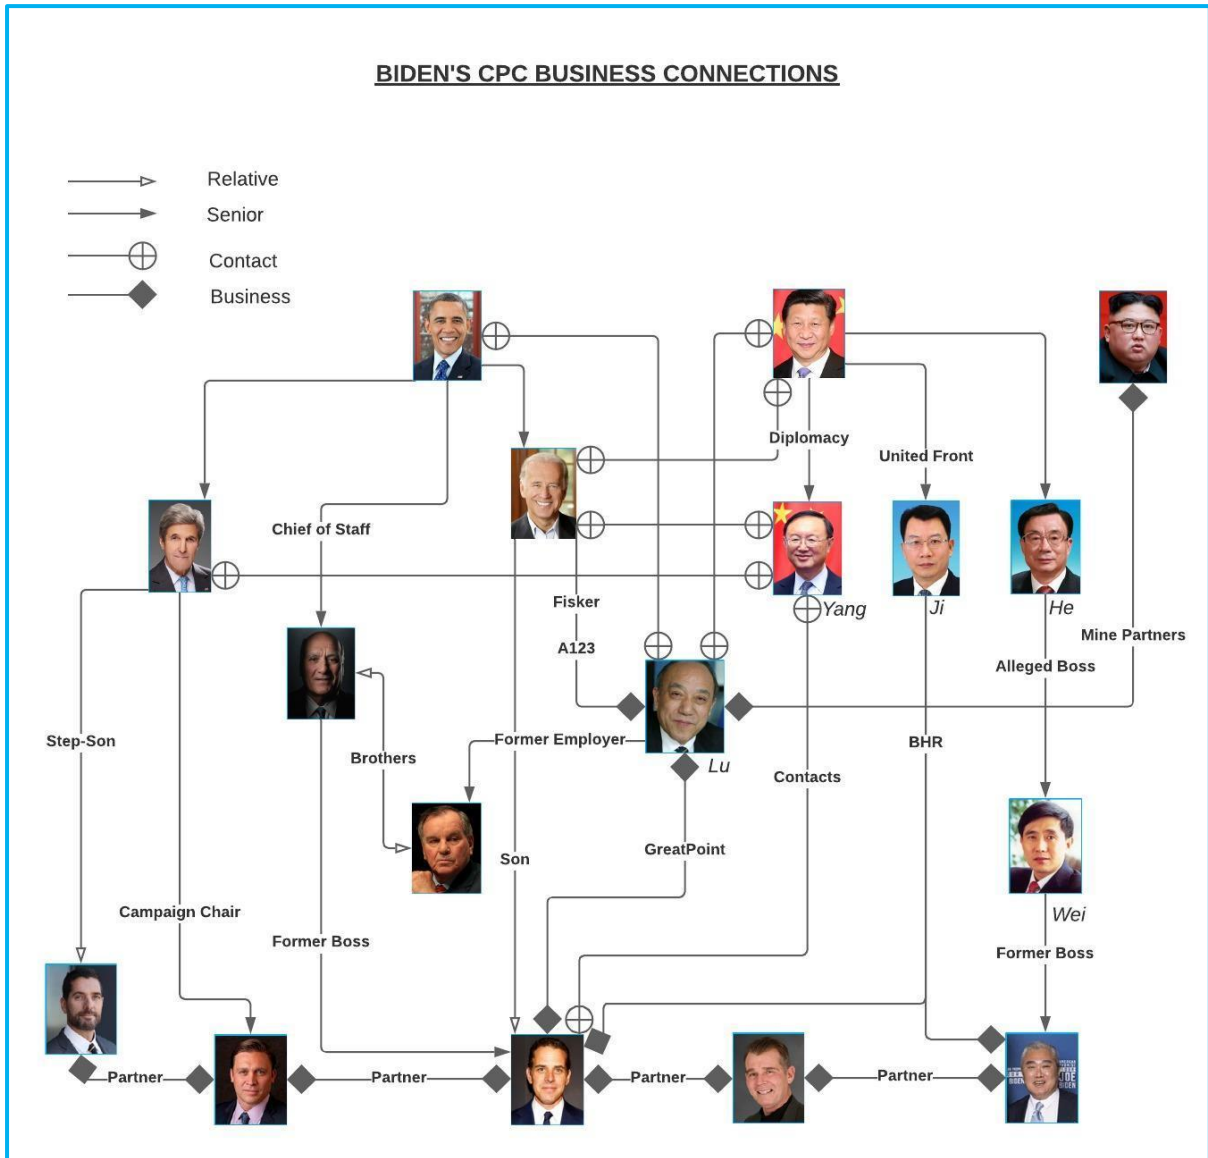 BIDEN'S CPC BUSINESS CONNECTIONS
Relative
Senior
Contact
Business
Diplomacy
United Front
Chief of Staff
Fisker
Yang
Ji
He
Mine Partners
A123
Alleged Boss
Step-Son
Former Employer
BHR
Brothers
Lu
Contacts
GreatPoint
Son
Campaign Chair
Wei
Former Boss
Former Boss
JOE
BIDEN
Partner
Partner
Partner
Partner